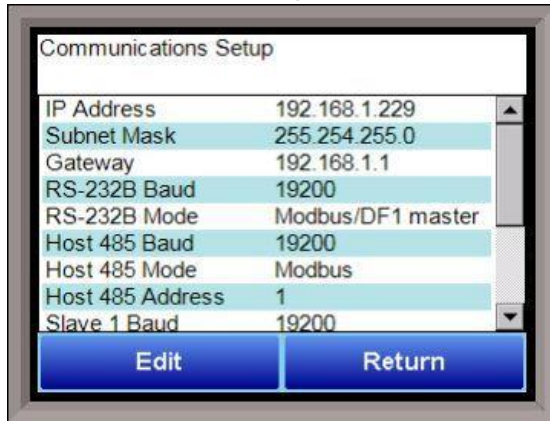 Communications Setup
IP Address 192.168.1.229
Subnet Mask 255.254.255.0
Gateway 192.168.1.1
RS-232B Baud 19200
RS-232B Mode Modbus/DF1 master
Host 485 Baud 19200
Host 485 Mode Modbus
Host 485 Address 1
Slave 1 Baud 19200
Edit Return